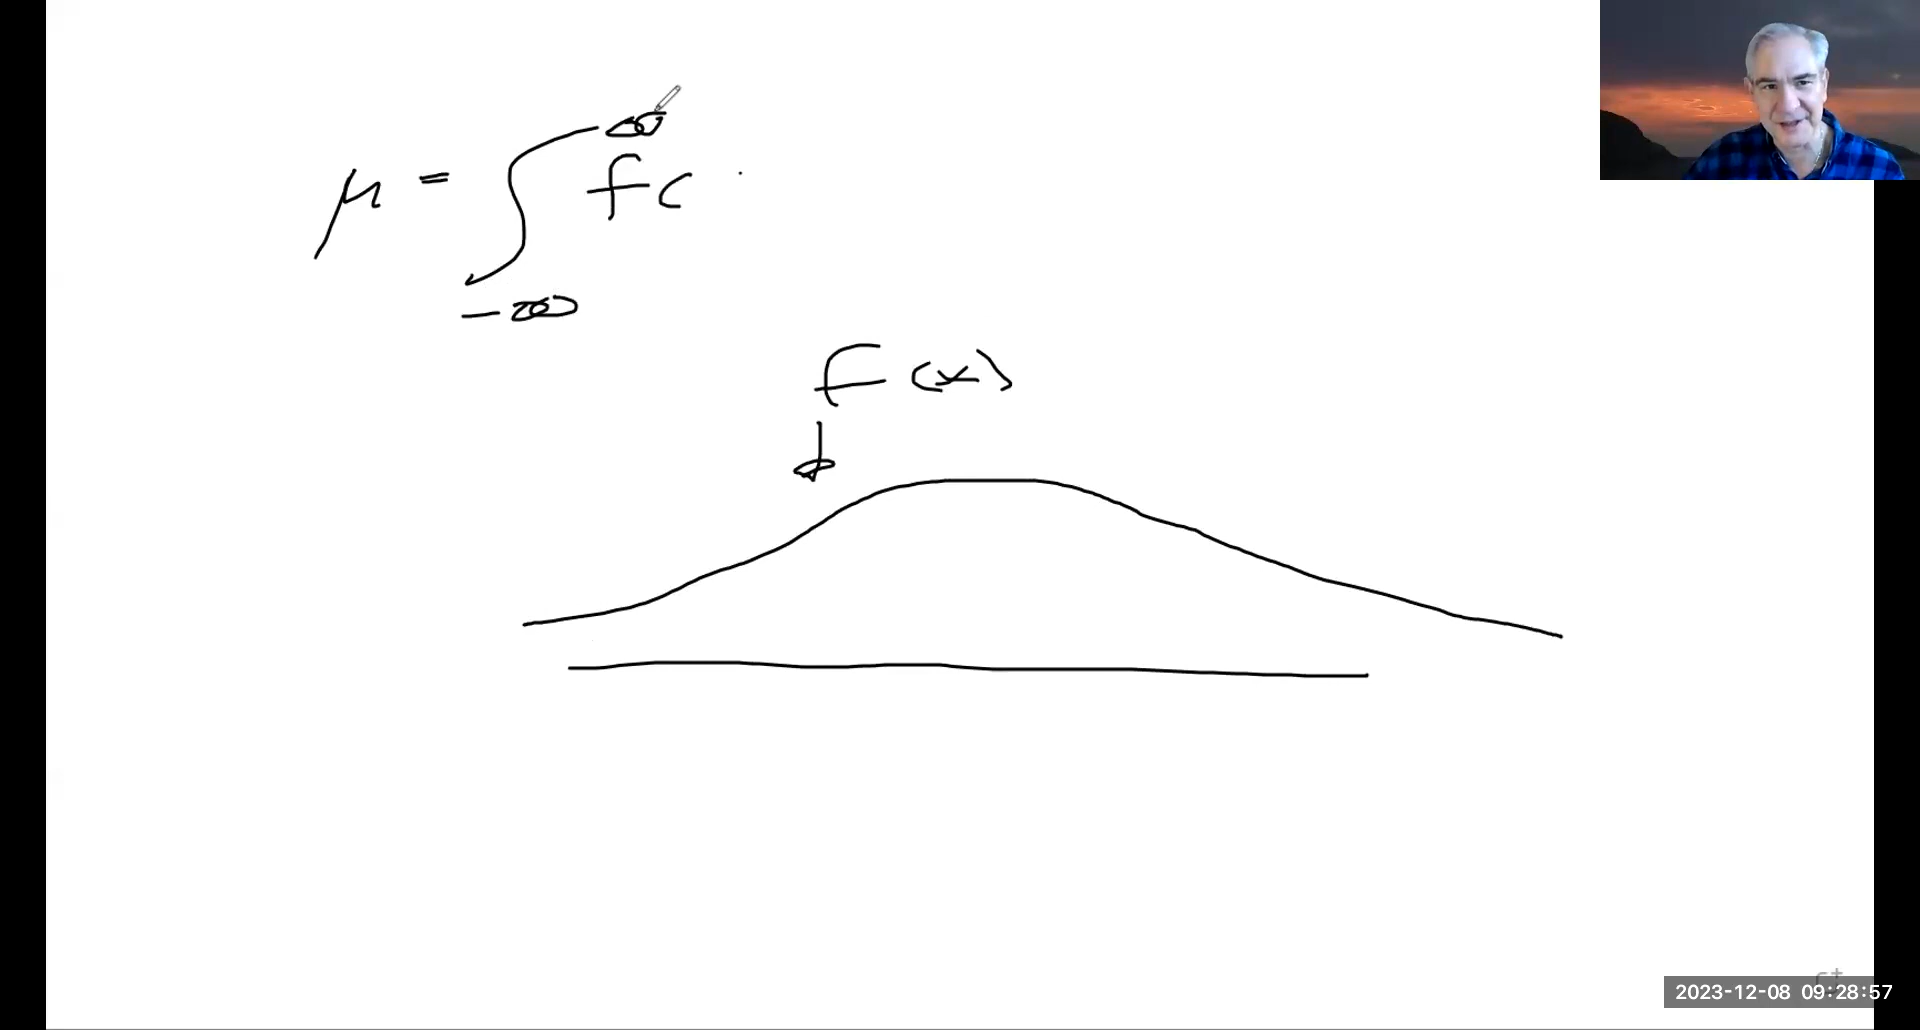 ∞
μ = ∫ f(
-∞
f(x)
2023-12-08 09:28:57